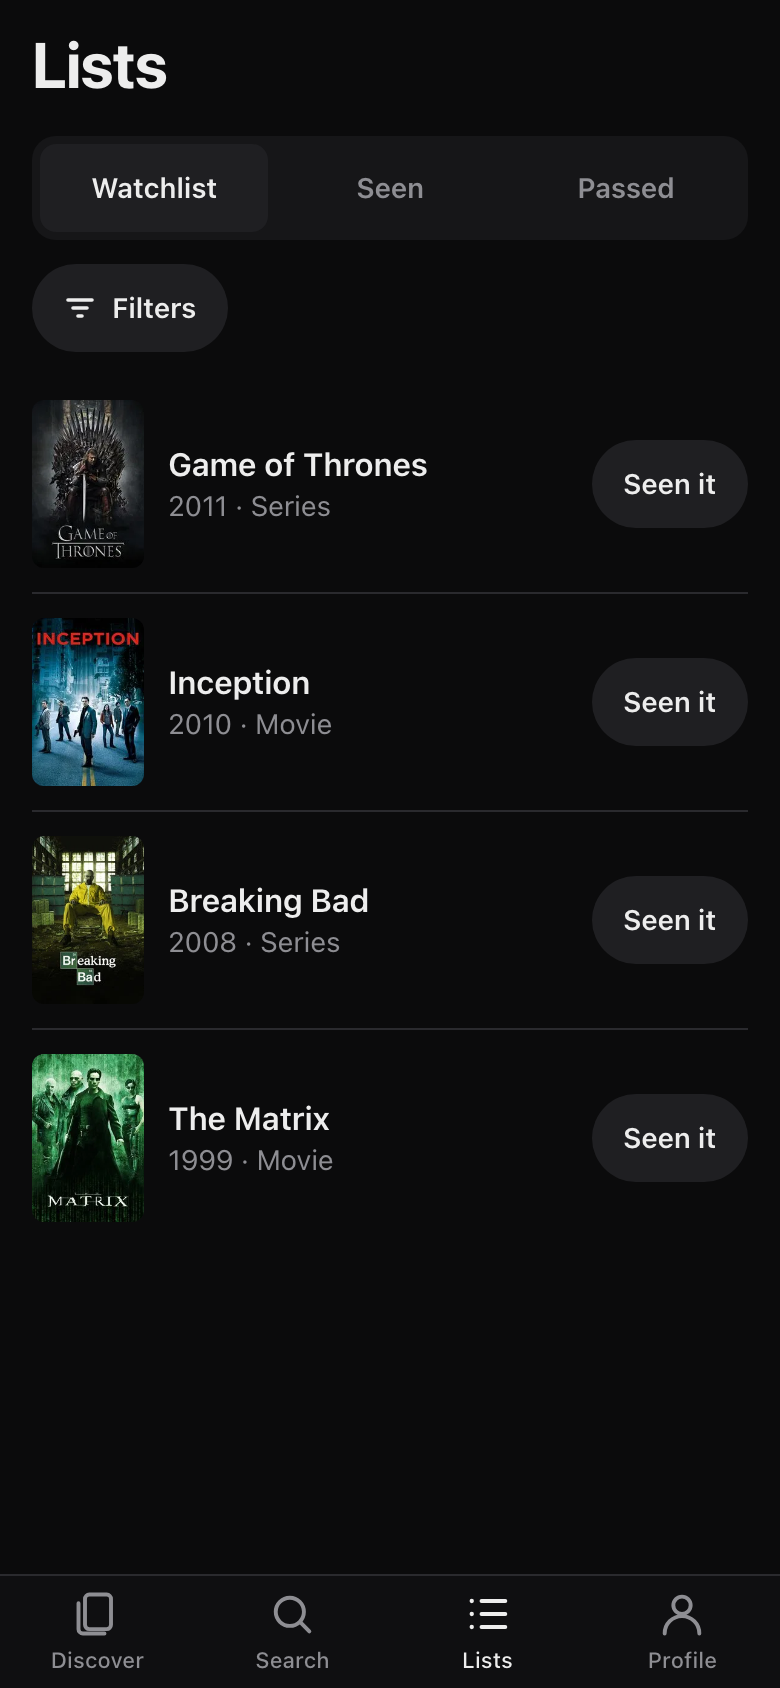 Lists
Watchlist
Seen
Passed
Filters
GAME OF
THRONES
Game of Thrones
2011 · Series
Seen it
INCEPTION
Inception
2010 · Movie
Seen it
Breaking
Bad
Breaking Bad
2008 · Series
Seen it
MATRIX
The Matrix
1999 · Movie
Seen it
Discover
Search
Lists
Profile